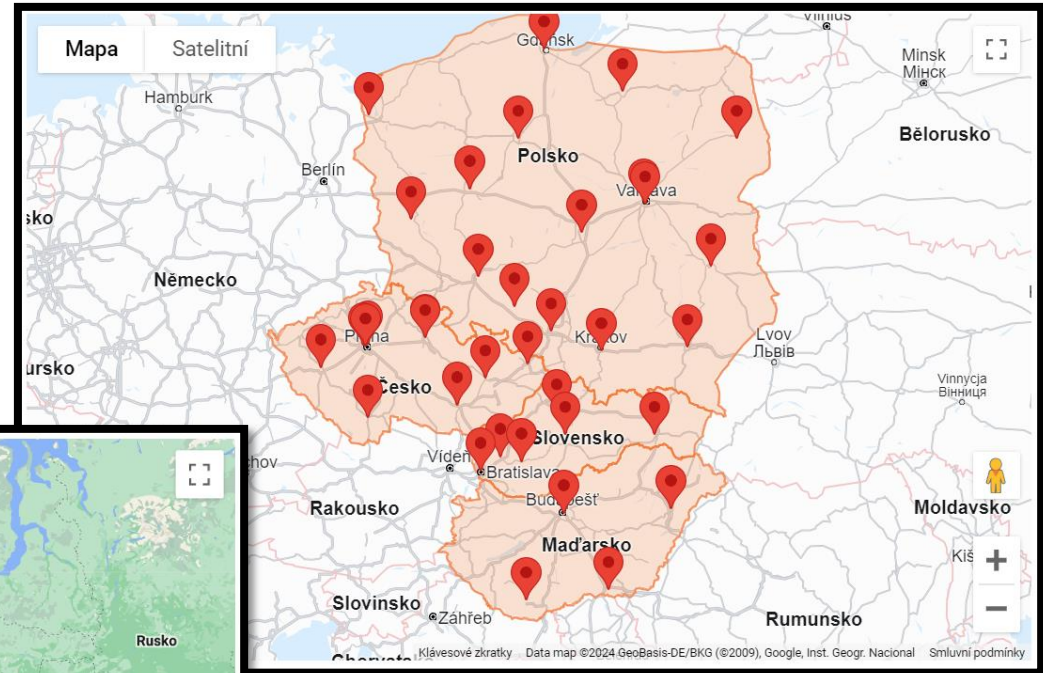 Mapa
Satelitní
Gdaňsk
Vilnius
Minsk
Мінск
Hamburk
Bělorusko
Polsko
Berlín
Varšava
Německo
Praha
Krakov
Lvov
Львів
Vinnycja
Вінниця
Česko
Slovensko
Vídeň
Bratislava
Budapešť
Rakousko
Moldavsko
Maďarsko
Slovinsko
Záhřeb
Rumunsko
Rusko
Klávesové zkratky
Data map ©2024 GeoBasis-DE/BKG (©2009), Google, Inst. Geogr. Nacional
Smluvní podmínky